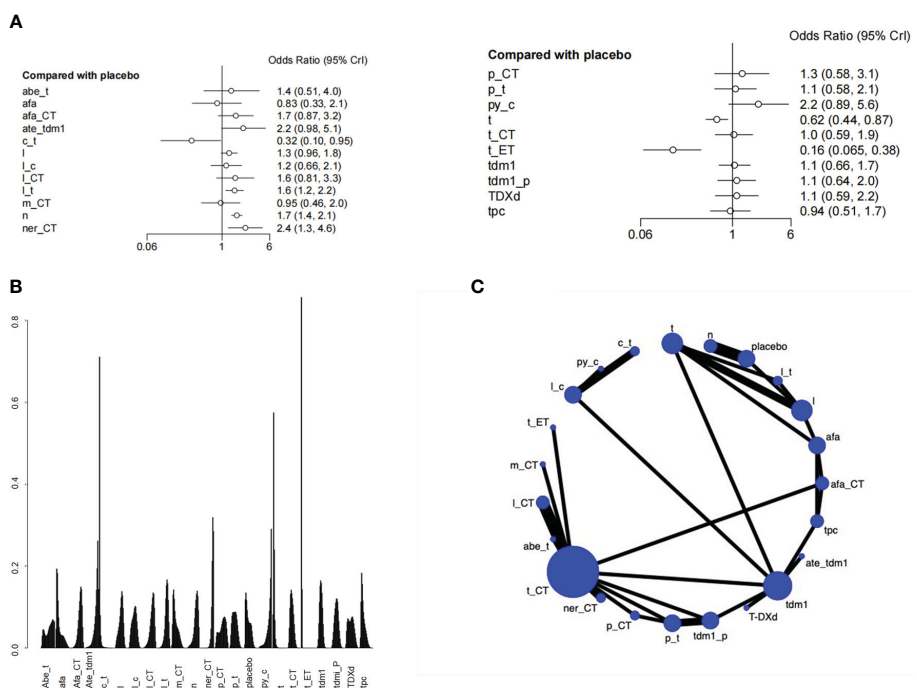 A
Odds Ratio (95% CrI)
Compared with placebo
abe_t 1.4 (0.51, 4.0)
afa 0.83 (0.33, 2.1)
afa_CT 1.7 (0.87, 3.2)
ate_tdm1 2.2 (0.98, 5.1)
c_t 0.32 (0.10, 0.95)
l 1.3 (0.96, 1.8)
l_c 1.2 (0.66, 2.1)
l_CT 1.6 (0.81, 3.3)
l_t 1.6 (1.2, 2.2)
m_CT 0.95 (0.46, 2.0)
n 1.7 (1.4, 2.1)
ner_CT 2.4 (1.3, 4.6)
0.06 1 6
Odds Ratio (95% CrI)
Compared with placebo
p_CT 1.3 (0.58, 3.1)
p_t 1.1 (0.58, 2.1)
py_c 2.2 (0.89, 5.6)
t 0.62 (0.44, 0.87)
t_CT 1.0 (0.59, 1.9)
t_ET 0.16 (0.065, 0.38)
tdm1 1.1 (0.66, 1.7)
tdm1_p 1.1 (0.64, 2.0)
TDXd 1.1 (0.59, 2.2)
tpc 0.94 (0.51, 1.7)
0.06 1 6
B
0.8
0.6
0.4
0.2
0.0
Abe_t
afa
Afa_CT
Ate_tdm1
c_t
l
l_c
l_CT
l_t
m_CT
n
ner_CT
p_CT
p_t
placebo
py_c
t
t_CT
t_ET
tdm1
tdmi_P
TDXd
tpc
C
t
n
placebo
l_t
l
afa
afa_CT
tpc
ate_tdm1
tdm1
T-DXd
tdm1_p
p_t
p_CT
ner_CT
t_CT
abe_t
l_CT
m_CT
t_ET
l_c
py_c
c_t